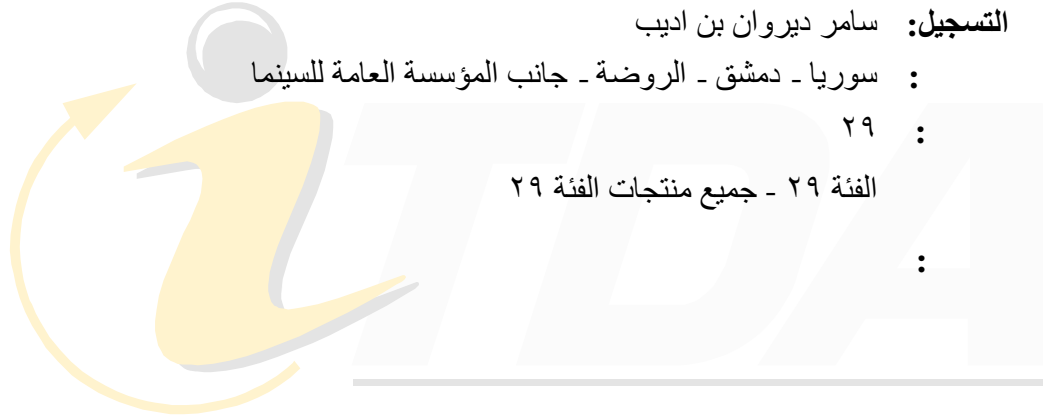 التسجيل: سامر ديروان بن اديب
: سوريا - دمشق - الروضة - جانب المؤسسة العامة للسينما
: ٢٩
الفئة ٢٩ - جميع منتجات الفئة ٢٩
:
iTDA